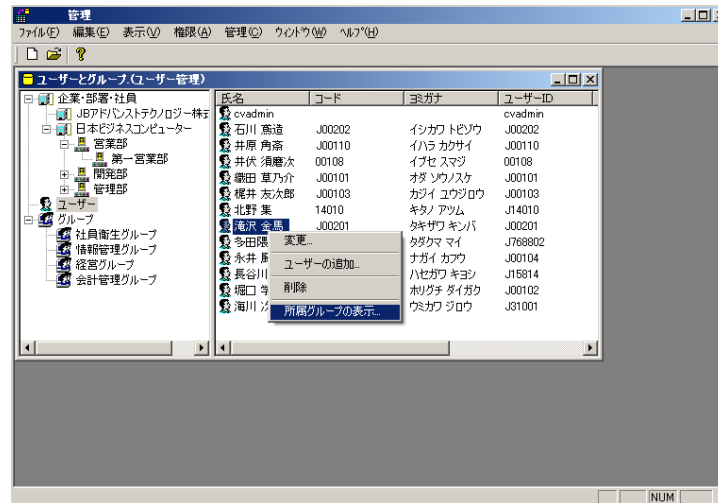 管理
ファイル(F) 編集(E) 表示(V) 権限(A) 管理(C) ウィンドウ(W) ヘルプ(H)
ユーザーとグループ.(ユーザー管理)
企業・部署・社員
JBアドバンストテクノロジー株式
日本ビジネスコンピューター
営業部
第一営業部
開発部
管理部
ユーザー
グループ
社員衛生グループ
情報管理グループ
経営グループ
会計管理グループ
氏名 コード ヨミガナ ユーザーID
cvadmin cvadmin
石川 蔦造 J00202 イシカワ トビゾウ J00202
井原 角斎 J00110 イハラ カクサイ J00110
井伏 須磨次 00108 イブセ スマジ 00108
織田 草乃介 J00101 オダ ソウノスケ J00101
梶井 友次郎 J00103 カジイ ユウジロウ J00103
北野 集 14010 キタノ アツム J14010
滝沢 金馬 J00201 タキザワ キンバ J00201
多田隈 タダクマ マイ J768802
永井 ナガイ カフウ J00104
長谷川 ハセガワ キヨシ J15814
堀口 ホリグチ ダイガク J00102
海川 ウミカワ ジロウ J31001
変更...
ユーザーの追加...
削除
所属グループの表示...
NUM